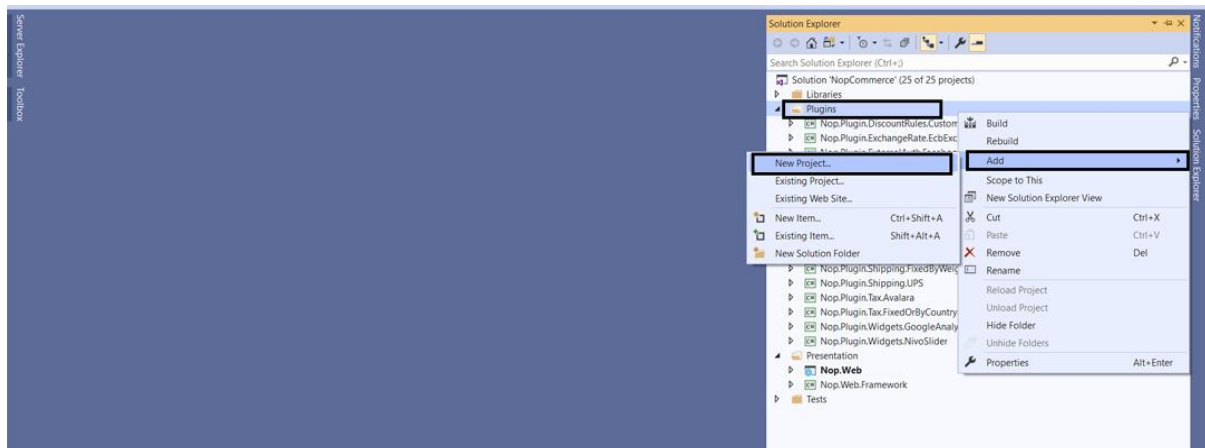 Server Explorer
Toolbox
Solution Explorer
Search Solution Explorer (Ctrl+;)
Solution 'NopCommerce' (25 of 25 projects)
Libraries
Plugins
Nop.Plugin.DiscountRules.Custom
Nop.Plugin.ExchangeRate.EcbExc
New Project...
Existing Project...
Existing Web Site...
New Item... Ctrl+Shift+A
Existing Item... Shift+Alt+A
New Solution Folder
Build
Rebuild
Add
Scope to This
New Solution Explorer View
Cut Ctrl+X
Paste Ctrl+V
Remove Del
Rename
Reload Project
Unload Project
Hide Folder
Unhide Folders
Properties Alt+Enter
Nop.Plugin.Shipping.FixedByWeig
Nop.Plugin.Shipping.UPS
Nop.Plugin.Tax.Avalara
Nop.Plugin.Tax.FixedOrByCountry
Nop.Plugin.Widgets.GoogleAnaly
Nop.Plugin.Widgets.NivoSlider
Presentation
Nop.Web
Nop.Web.Framework
Tests
Notifications
Properties
Solution Explorer